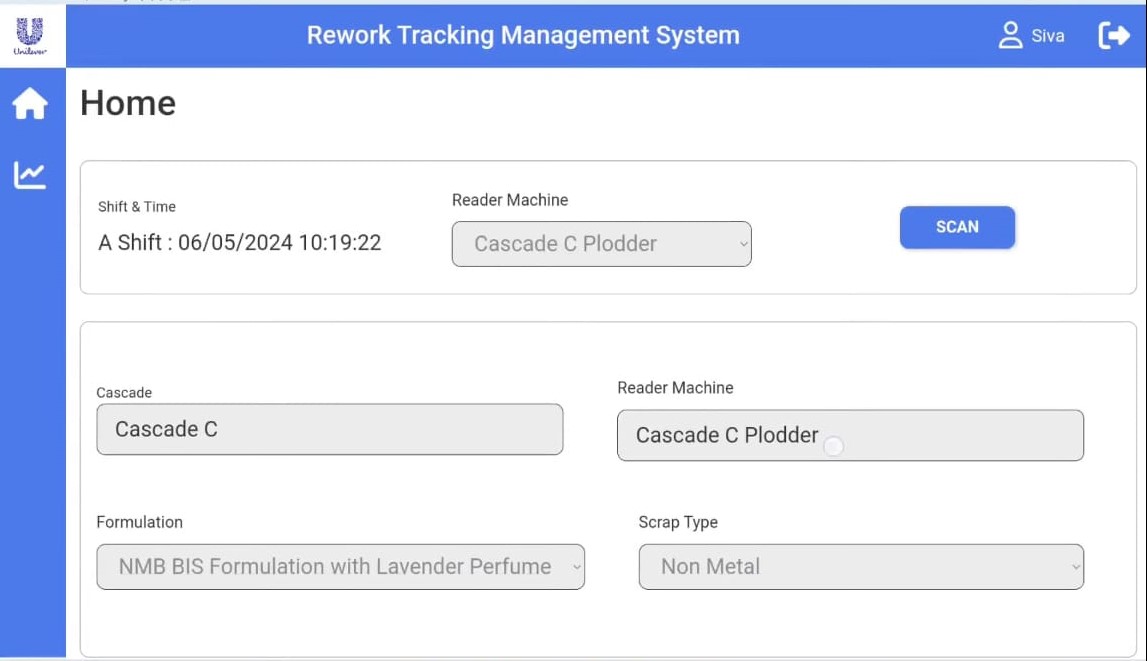 Unilever
Rework Tracking Management System
Siva
Home
Shift & Time
A Shift : 06/05/2024 10:19:22
Reader Machine
Cascade C Plodder
SCAN
Cascade
Cascade C
Reader Machine
Cascade C Plodder
Formulation
NMB BIS Formulation with Lavender Perfume
Scrap Type
Non Metal